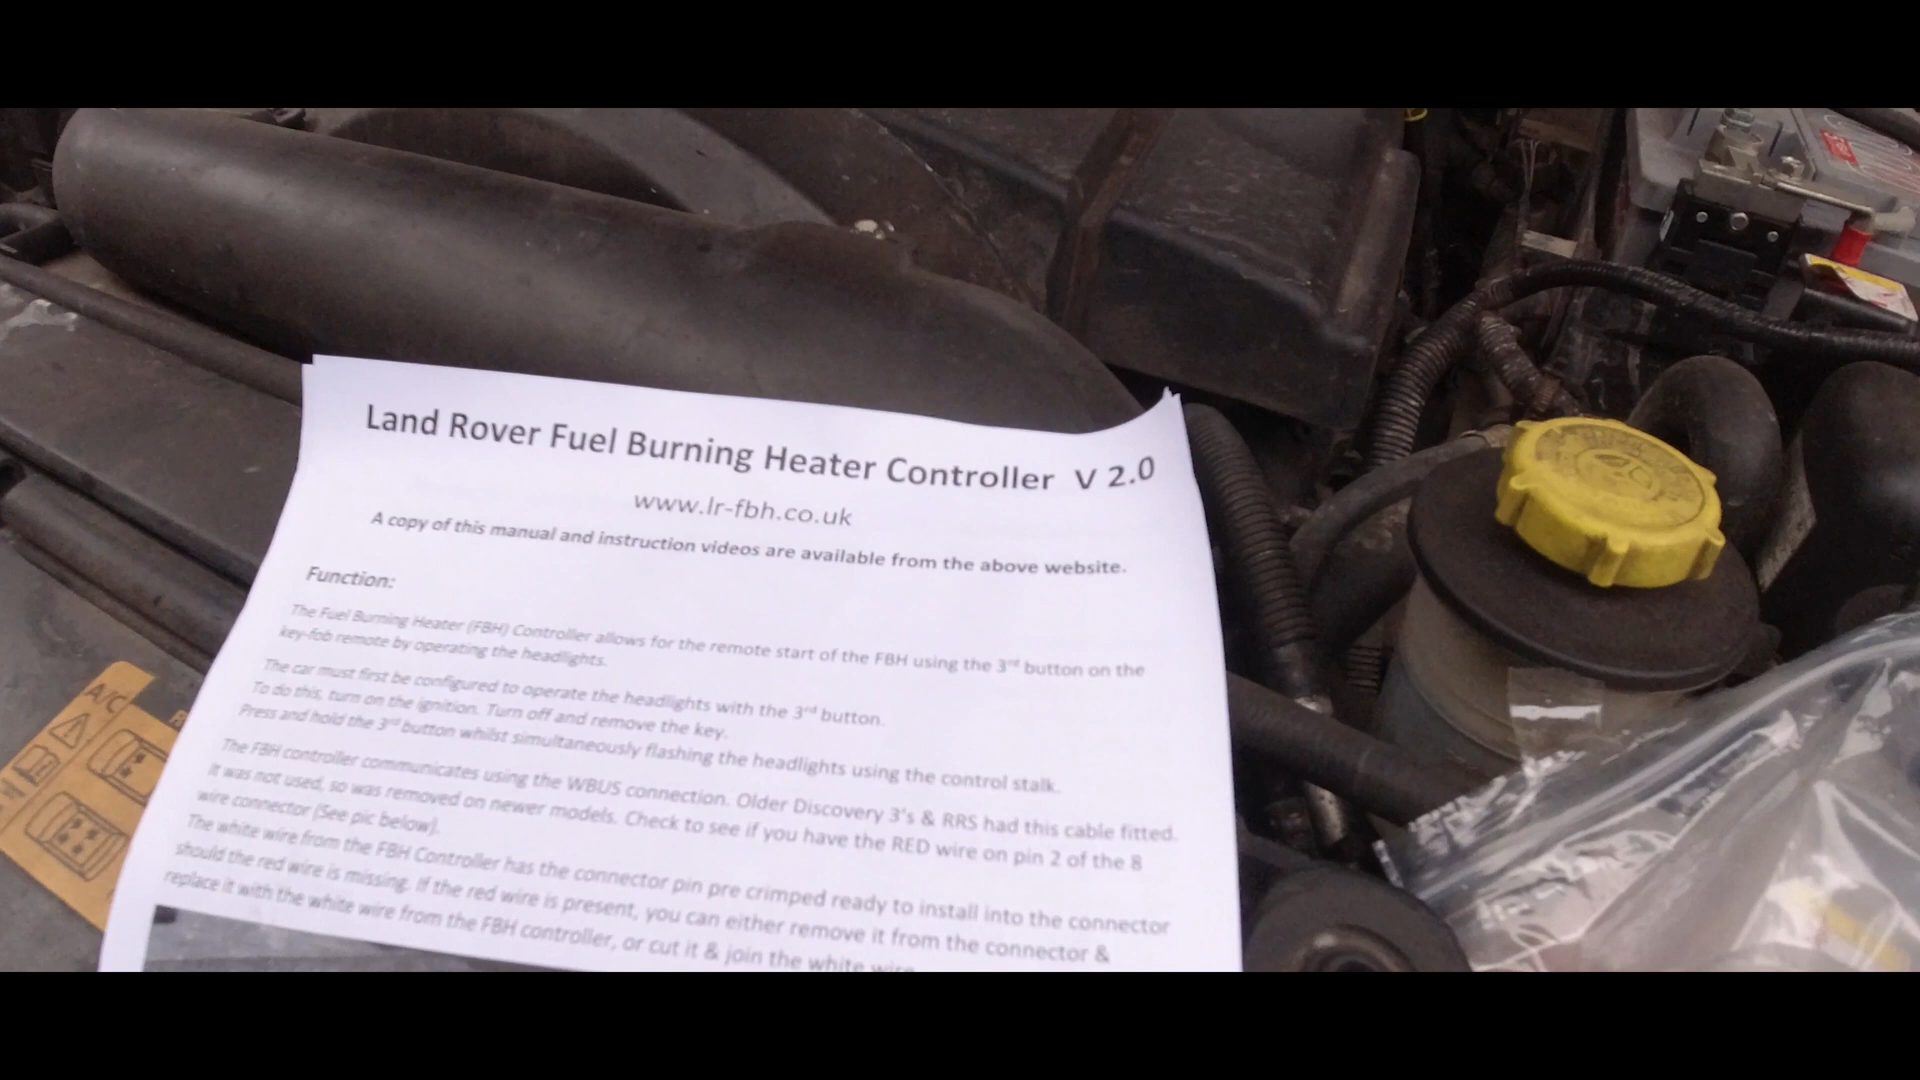 Land Rover Fuel Burning Heater Controller V 2.0
www.lr-fbh.co.uk
A copy of this manual and instruction videos are available from the above website.
Function:
The Fuel Burning Heater (FBH) Controller allows for the remote start of the FBH using the 3rd button on the
key-fob remote by operating the headlights.
The car must first be configured to operate the headlights with the 3rd button.
To do this, turn on the ignition. Turn off and remove the key.
Press and hold the 3rd button whilst simultaneously flashing the headlights using the control stalk.
The FBH controller communicates using the WBUS connection. Older Discovery 3's & RRS had this cable fitted.
It was not used, so was removed on newer models. Check to see if you have the RED wire on pin 2 of the 8
wire connector (See pic below).
The white wire from the FBH Controller has the connector pin pre crimped ready to install into the connector
should the red wire is missing. If the red wire is present, you can either remove it from the connector &
replace it with the white wire from the FBH controller, or cut it & join the white wire
A/C